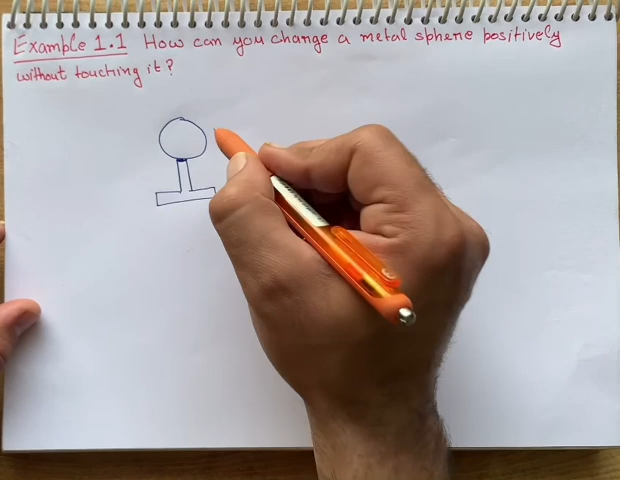 Example 1.1 How can you change a metal sphere positively
without touching it?